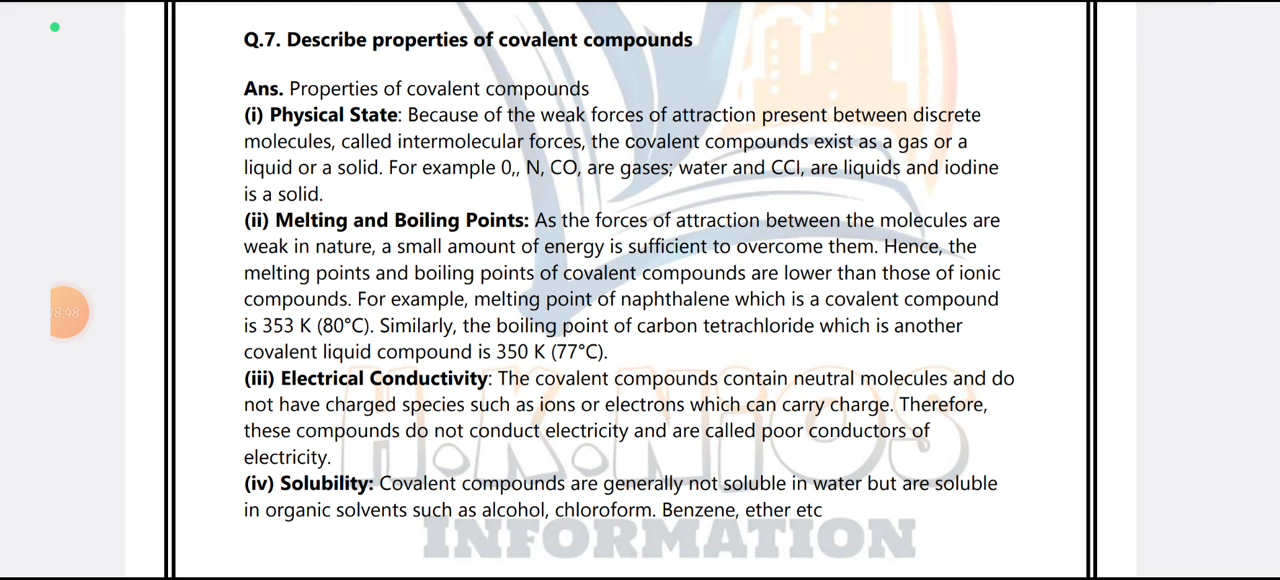 Q.7. Describe properties of covalent compounds
Ans. Properties of covalent compounds
(i) Physical State: Because of the weak forces of attraction present between discrete
molecules, called intermolecular forces, the covalent compounds exist as a gas or a
liquid or a solid. For example 0,, N, CO, are gases; water and CCl, are liquids and iodine
is a solid.
(ii) Melting and Boiling Points: As the forces of attraction between the molecules are
weak in nature, a small amount of energy is sufficient to overcome them. Hence, the
melting points and boiling points of covalent compounds are lower than those of ionic
compounds. For example, melting point of naphthalene which is a covalent compound
is 353 K (80°C). Similarly, the boiling point of carbon tetrachloride which is another
covalent liquid compound is 350 K (77°C).
(iii) Electrical Conductivity: The covalent compounds contain neutral molecules and do
not have charged species such as ions or electrons which can carry charge. Therefore,
these compounds do not conduct electricity and are called poor conductors of
electricity.
(iv) Solubility: Covalent compounds are generally not soluble in water but are soluble
in organic solvents such as alcohol, chloroform. Benzene, ether etc
H.K.NiOS
INFORMATION
8:48